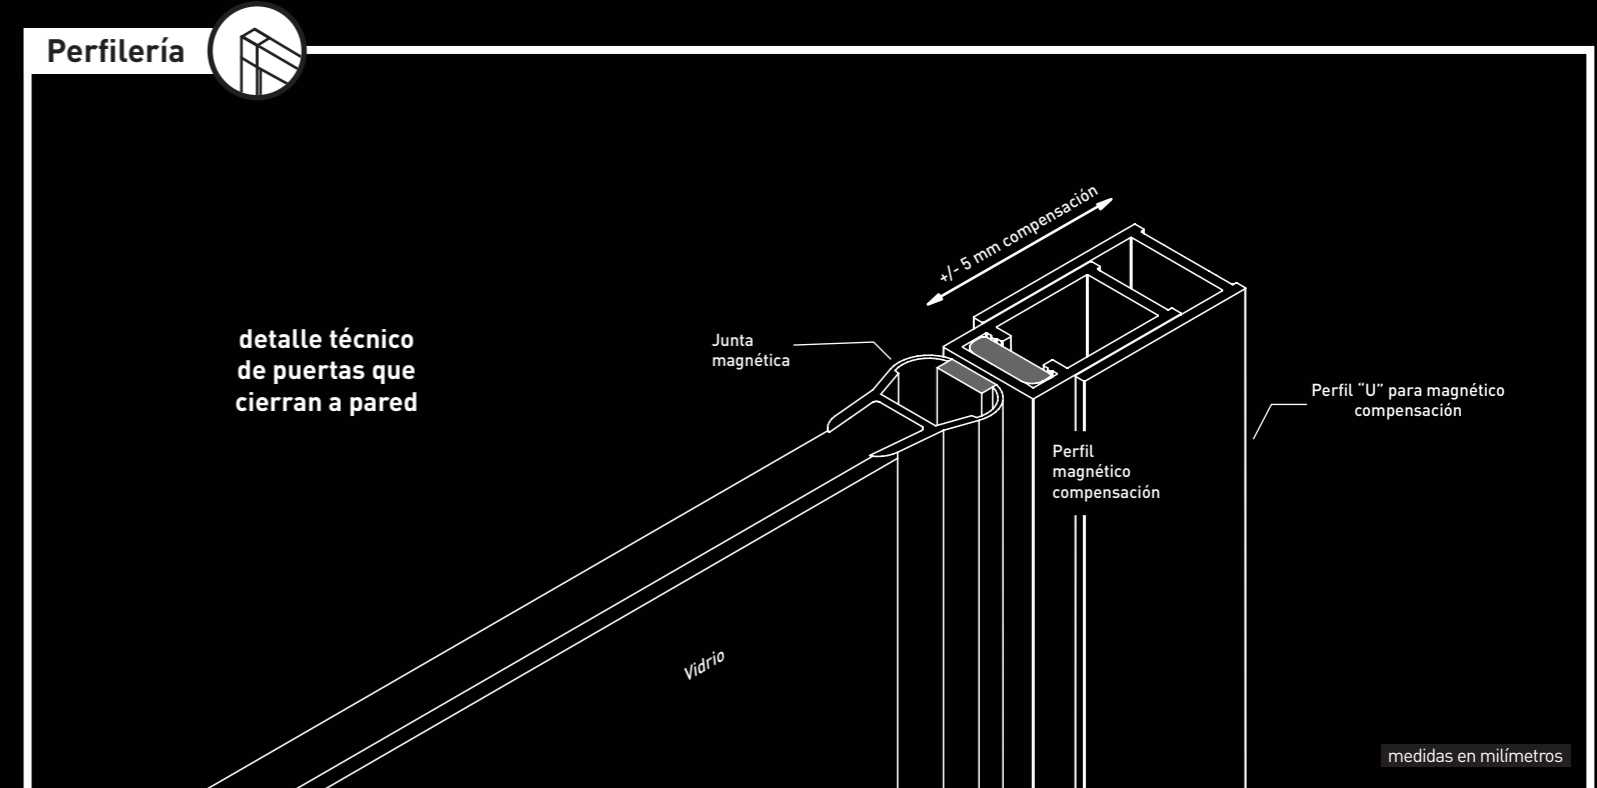 Perfilería
+/- 5 mm compensación
detalle técnico
de puertas que
cierran a pared
Junta
magnética
Perfil “U” para magnético
compensación
Perfil
magnético
compensación
Vidrio
medidas en milímetros